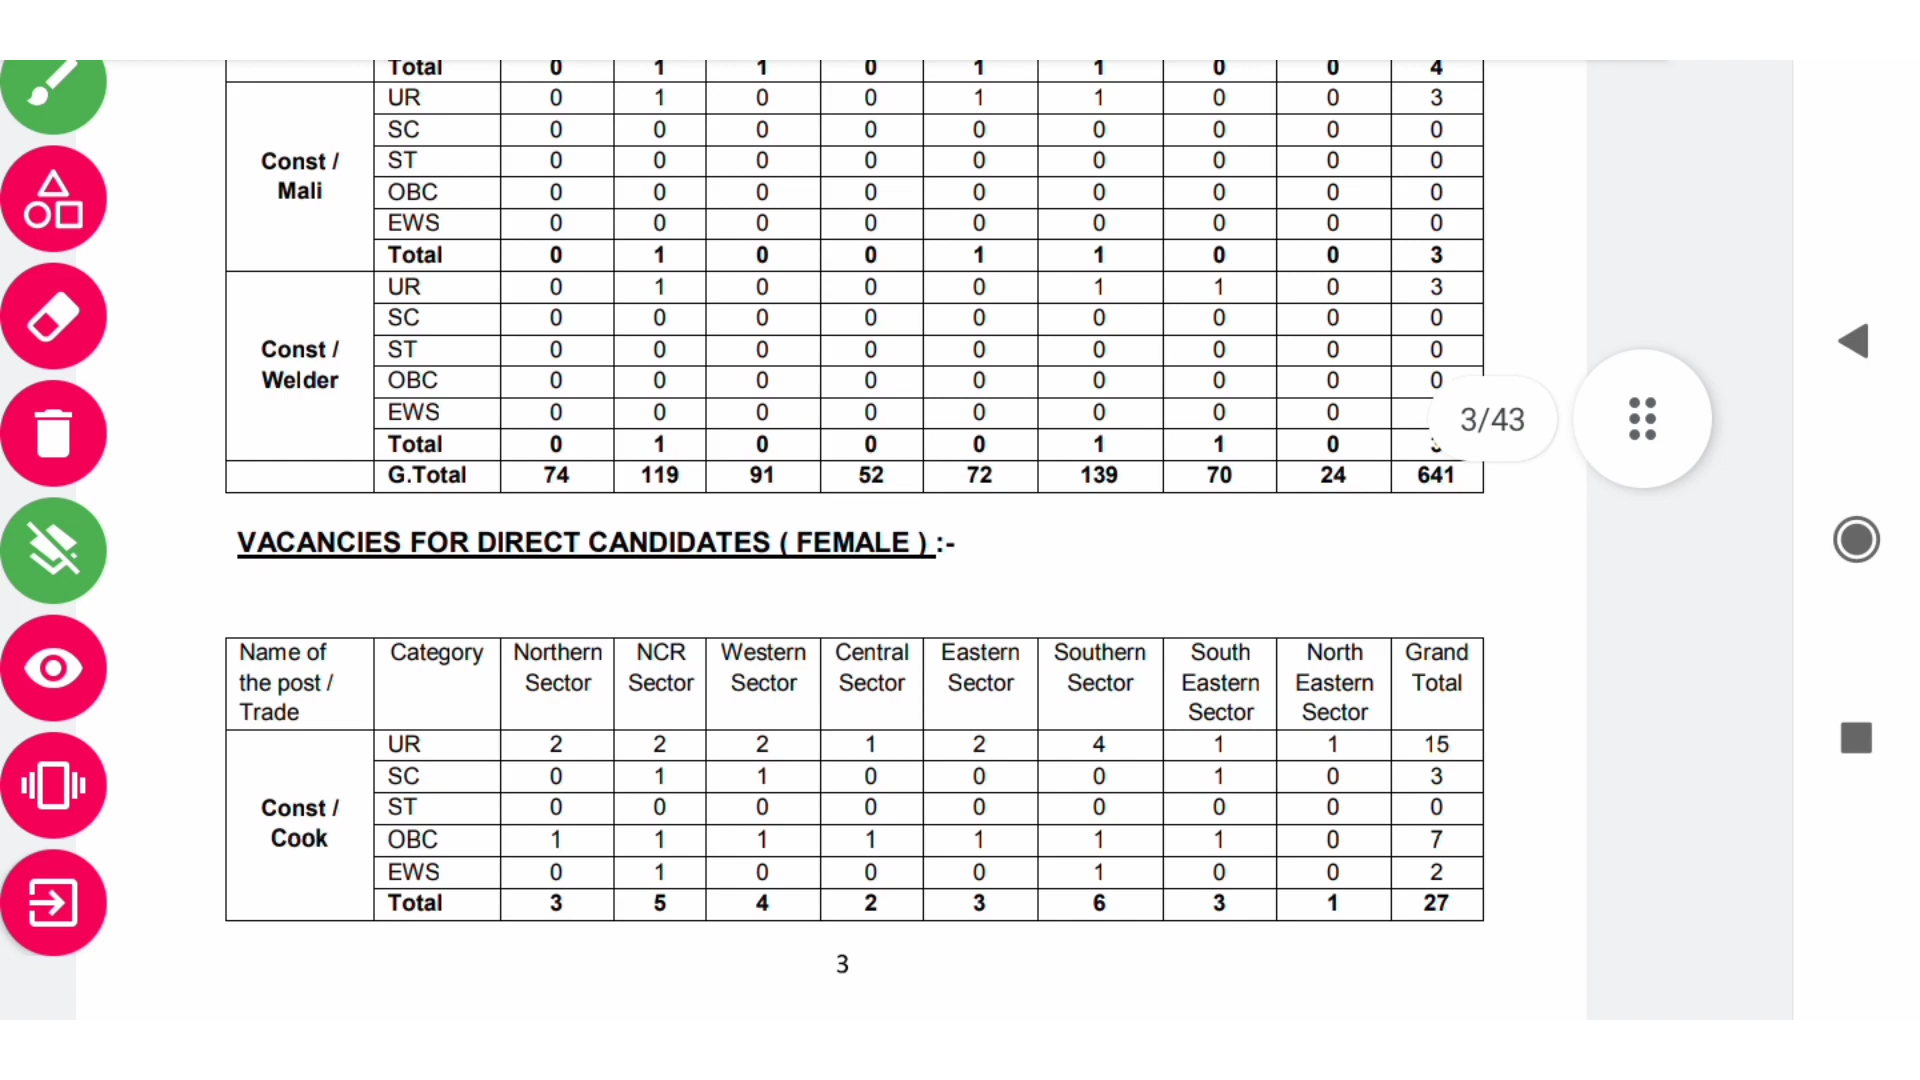 Total 0 1 1 0 1 1 0 0 4
Const / Mali
UR 0 1 0 0 1 1 0 0 3
SC 0 0 0 0 0 0 0 0 0
ST 0 0 0 0 0 0 0 0 0
OBC 0 0 0 0 0 0 0 0 0
EWS 0 0 0 0 0 0 0 0 0
Total 0 1 0 0 1 1 0 0 3
Const / Welder
UR 0 1 0 0 0 1 1 0 3
SC 0 0 0 0 0 0 0 0 0
ST 0 0 0 0 0 0 0 0 0
OBC 0 0 0 0 0 0 0 0 0
EWS 0 0 0 0 0 0 0 0
Total 0 1 0 0 0 1 1 0
G.Total 74 119 91 52 72 139 70 24 641
3/43
VACANCIES FOR DIRECT CANDIDATES ( FEMALE ) :-
Name of the post / Trade Category Northern Sector NCR Sector Western Sector Central Sector Eastern Sector Southern Sector South Eastern Sector North Eastern Sector Grand Total
Const / Cook
UR 2 2 2 1 2 4 1 1 15
SC 0 1 1 0 0 0 1 0 3
ST 0 0 0 0 0 0 0 0 0
OBC 1 1 1 1 1 1 1 0 7
EWS 0 1 0 0 0 1 0 0 2
Total 3 5 4 2 3 6 3 1 27
3